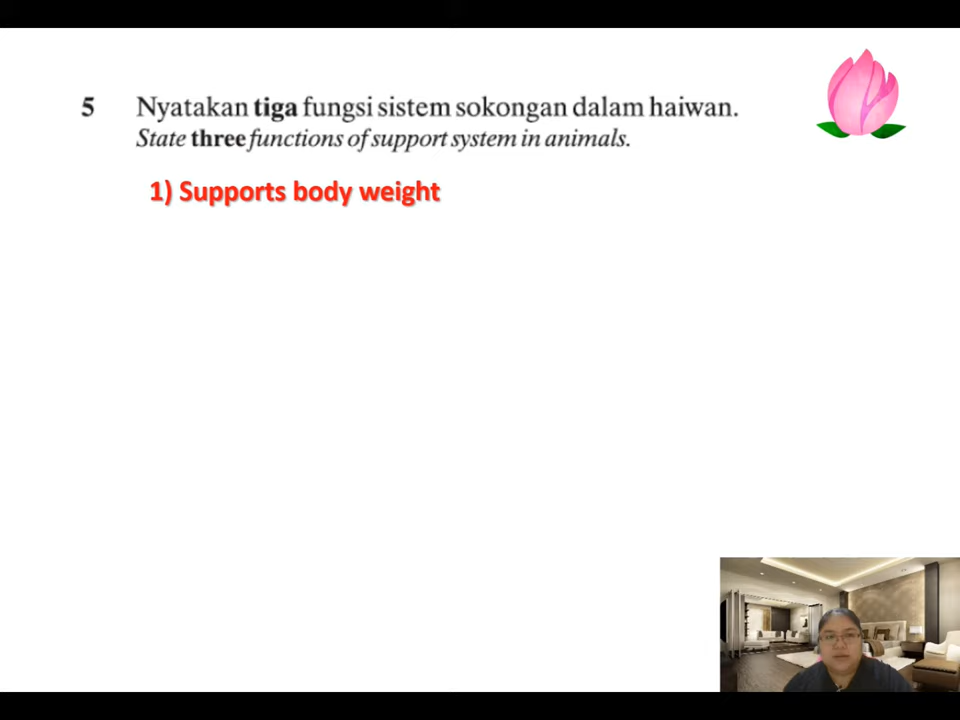 5 Nyatakan tiga fungsi sistem sokongan dalam haiwan.
State three functions of support system in animals.
1) Supports body weight